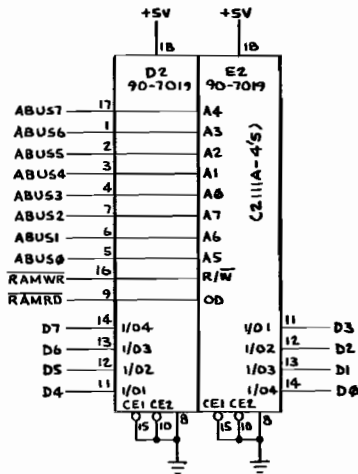 +5V +5V
18 18
D2 E2
90-7019 90-7019
(2111A-4'S)
ABUS7 17 A4
ABUS6 1 A3
ABUS5 2 A2
ABUS4 3 A1
ABUS3 4 A0
ABUS2 7 A7
ABUS1 6 A6
ABUS0 5 A5
RAMWR 16 R/W
RAMRD 9 OD
D7 14 I/O4 I/O1 11 D3
D6 13 I/O3 I/O2 12 D2
D5 12 I/O2 I/O3 13 D1
D4 11 I/O1 I/O4 14 D0
CE1 CE2 CE1 CE2
15 10 8 15 10 8